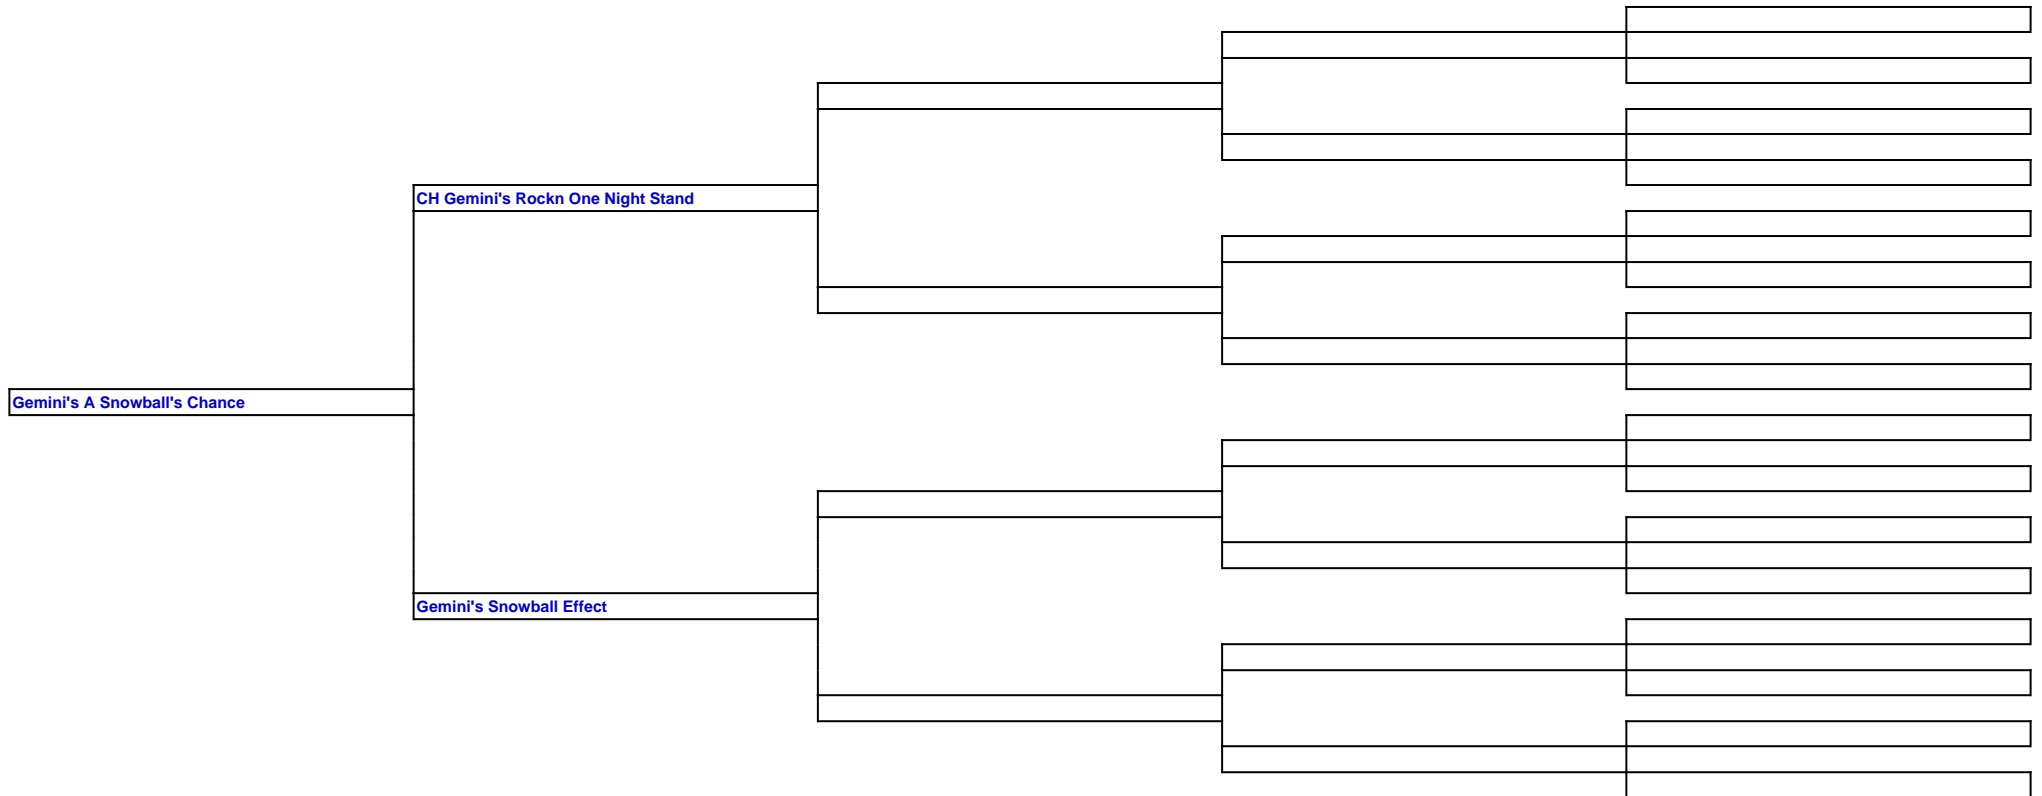 CH Gemini's Rockn One Night Stand
Gemini's A Snowball's Chance
Gemini's Snowball Effect